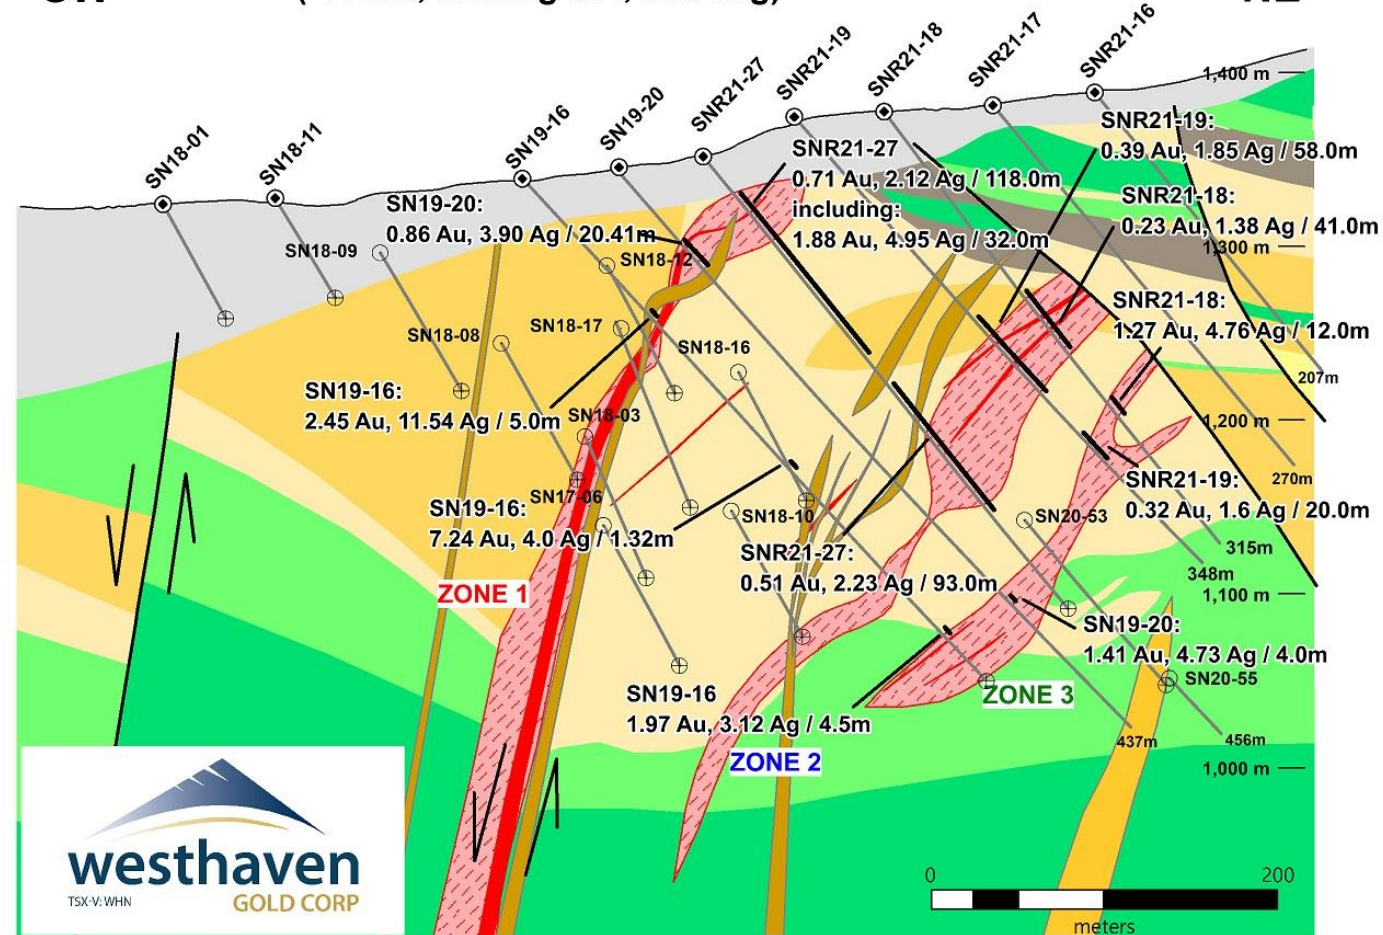 SN18-01
SN18-11
SN19-16
SN19-20
SNR21-27
SNR21-19
SNR21-18
SNR21-17
SNR21-16
1,400 m
SNR21-19:
0.39 Au, 1.85 Ag / 58.0m
SNR21-27
0.71 Au, 2.12 Ag / 118.0m
including:
1.88 Au, 4.95 Ag / 32.0m
SNR21-18:
0.23 Au, 1.38 Ag / 41.0m
1,300 m
SN19-20:
0.86 Au, 3.90 Ag / 20.41m
SN18-09
SN18-12
SNR21-18:
1.27 Au, 4.76 Ag / 12.0m
SN18-08
SN18-17
SN18-16
207m
SN19-16:
2.45 Au, 11.54 Ag / 5.0m
SN18-03
1,200 m
270m
SNR21-19:
0.32 Au, 1.6 Ag / 20.0m
SN17-06
SN19-16:
7.24 Au, 4.0 Ag / 1.32m
SN18-10
SN20-53
SNR21-27:
0.51 Au, 2.23 Ag / 93.0m
315m
348m
ZONE 1
1,100 m
SN19-20:
1.41 Au, 4.73 Ag / 4.0m
SN20-55
SN19-16
1.97 Au, 3.12 Ag / 4.5m
ZONE 3
437m
456m
ZONE 2
1,000 m
westhaven
TSX-V: WHN
GOLD CORP
0
200
meters